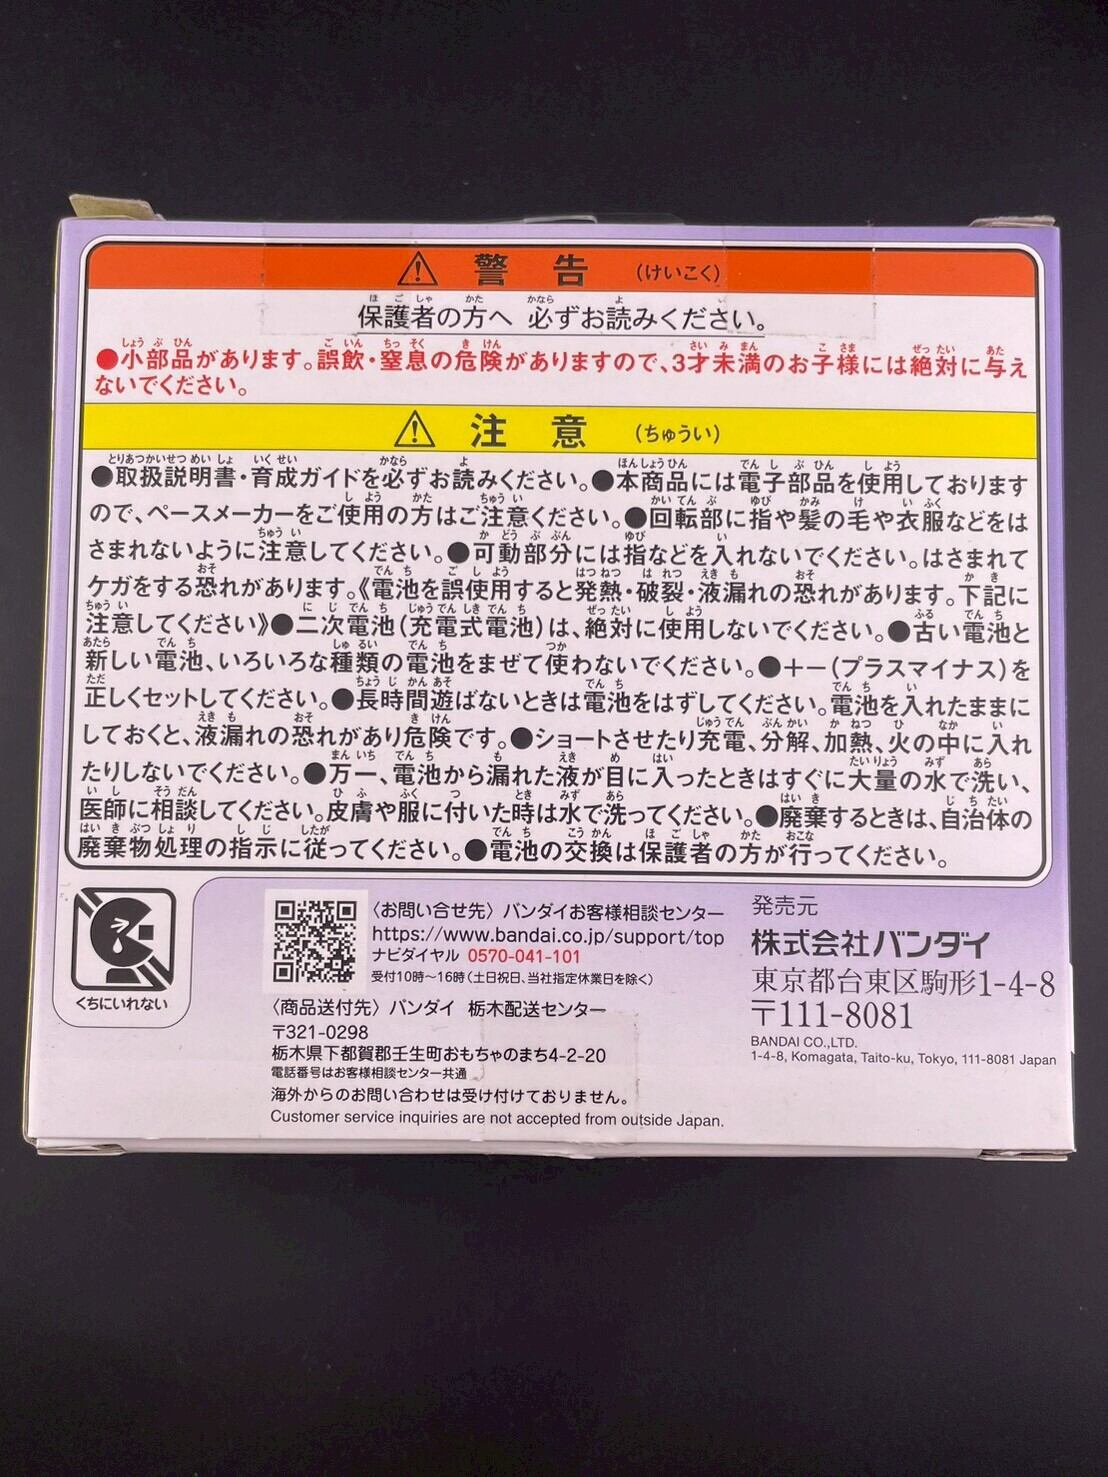 警告 (けいこく)
保護者の方へ 必ずお読みください。
●小部品があります。誤飲・窒息の危険がありますので、3才未満のお子様には絶対に与え
ないでください。
注意 (ちゅうい)
●取扱説明書・育成ガイドを必ずお読みください。●本商品には電子部品を使用しております
ので、ペースメーカーをご使用の方はご注意ください。●回転部に指や髪の毛や衣服などをは
さまれないように注意してください。●可動部分には指などを入れないでください。はさまれて
ケガをする恐れがあります。《電池を誤使用すると発熱・破裂・液漏れの恐れがあります。下記に
注意してください》●二次電池(充電式電池)は、絶対に使用しないでください。●古い電池と
新しい電池、いろいろな種類の電池をまぜて使わないでください。●+−(プラスマイナス)を
正しくセットしてください。●長時間遊ばないときは電池をはずしてください。電池を入れたままに
しておくと、液漏れの恐れがあり危険です。●ショートさせたり充電、分解、加熱、火の中に入れ
たりしないでください。●万一、電池から漏れた液が目に入ったときはすぐに大量の水で洗い、
医師に相談してください。皮膚や服に付いた時は水で洗ってください。●廃棄するときは、自治体の
廃棄物処理の指示に従ってください。●電池の交換は保護者の方が行ってください。
くちにいれない
〈お問い合せ先〉バンダイお客様相談センター
https://www.bandai.co.jp/support/top
ナビダイヤル 0570-041-101
受付10時〜16時(土日祝日、当社指定休業日を除く)
〈商品送付先〉バンダイ 栃木配送センター
〒321-0298
栃木県下都賀郡壬生町おもちゃのまち4-2-20
電話番号はお客様相談センター共通
海外からのお問い合わせは受け付けておりません。
Customer service inquiries are not accepted from outside Japan.
発売元
株式会社バンダイ
東京都台東区駒形1-4-8
〒111-8081
BANDAI CO.,LTD.
1-4-8, Komagata, Taito-ku, Tokyo, 111-8081 Japan